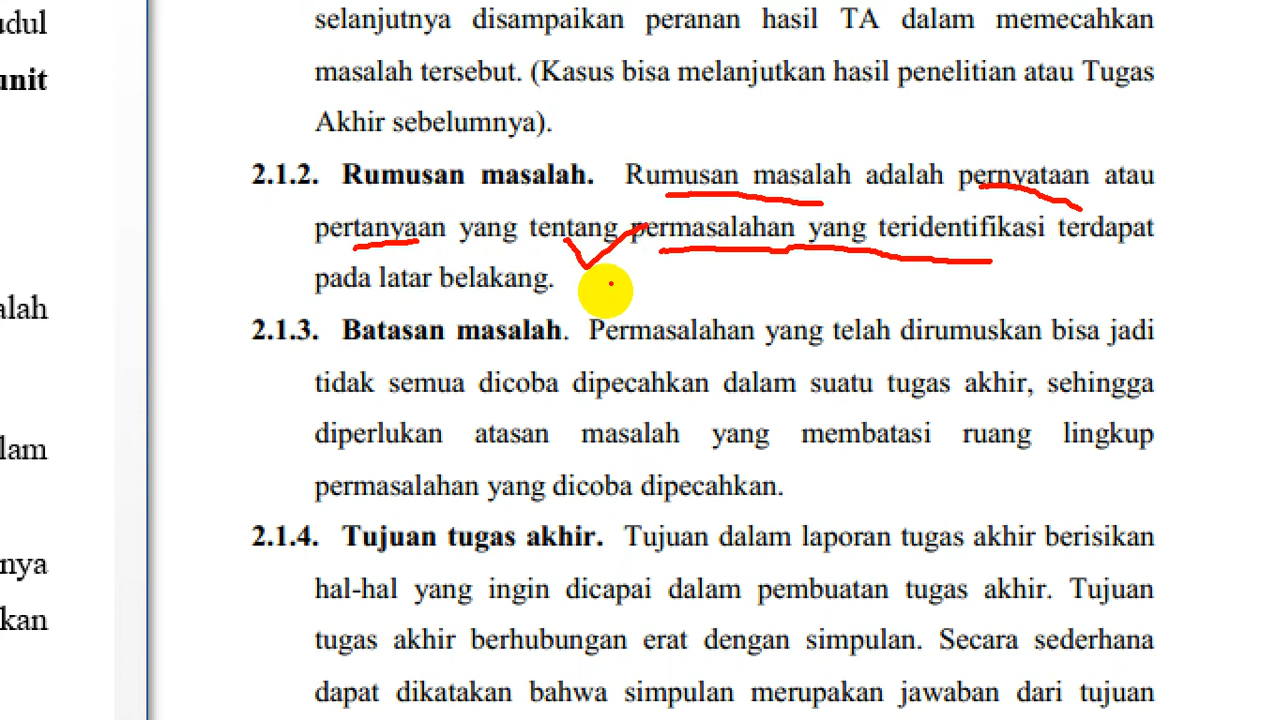 udul
unit
alah
lam
nya
kan
selanjutnya disampaikan peranan hasil TA dalam memecahkan
masalah tersebut. (Kasus bisa melanjutkan hasil penelitian atau Tugas
Akhir sebelumnya).
2.1.2. Rumusan masalah. Rumusan masalah adalah pernyataan atau
pertanyaan yang tentang permasalahan yang teridentifikasi terdapat
pada latar belakang.
2.1.3. Batasan masalah. Permasalahan yang telah dirumuskan bisa jadi
tidak semua dicoba dipecahkan dalam suatu tugas akhir, sehingga
diperlukan atasan masalah yang membatasi ruang lingkup
permasalahan yang dicoba dipecahkan.
2.1.4. Tujuan tugas akhir. Tujuan dalam laporan tugas akhir berisikan
hal-hal yang ingin dicapai dalam pembuatan tugas akhir. Tujuan
tugas akhir berhubungan erat dengan simpulan. Secara sederhana
dapat dikatakan bahwa simpulan merupakan jawaban dari tujuan